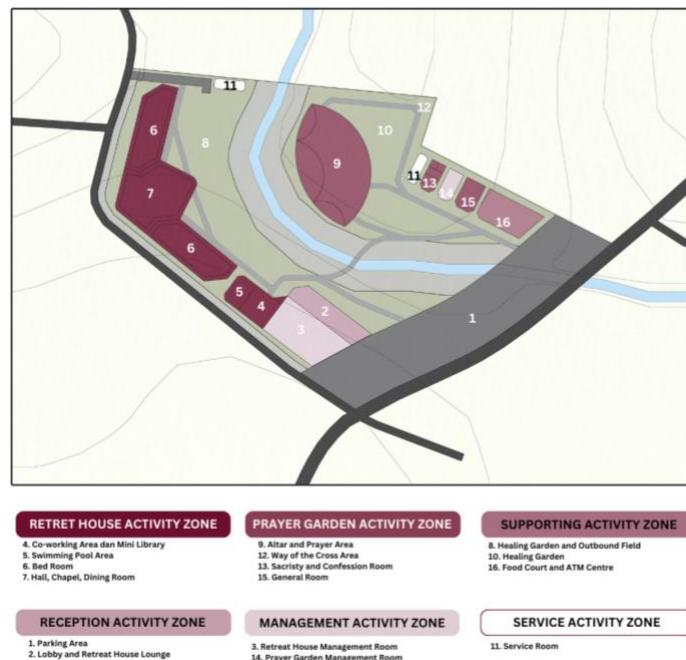 11
12
6
8
10
9
11
13
14
7
15
16
6
5
4
2
3
1
RETRET HOUSE ACTIVITY ZONE
4. Co-working Area dan Mini Library
5. Swimming Pool Area
6. Bed Room
7. Hall, Chapel, Dining Room
PRAYER GARDEN ACTIVITY ZONE
9. Altar and Prayer Area
12. Way of the Cross Area
13. Sacristy and Confession Room
15. General Room
SUPPORTING ACTIVITY ZONE
8. Healing Garden and Outbound Field
10. Healing Garden
16. Food Court and ATM Centre
RECEPTION ACTIVITY ZONE
1. Parking Area
2. Lobby and Retreat House Lounge
MANAGEMENT ACTIVITY ZONE
3. Retreat House Management Room
14. Prayer Garden Management Room
SERVICE ACTIVITY ZONE
11. Service Room